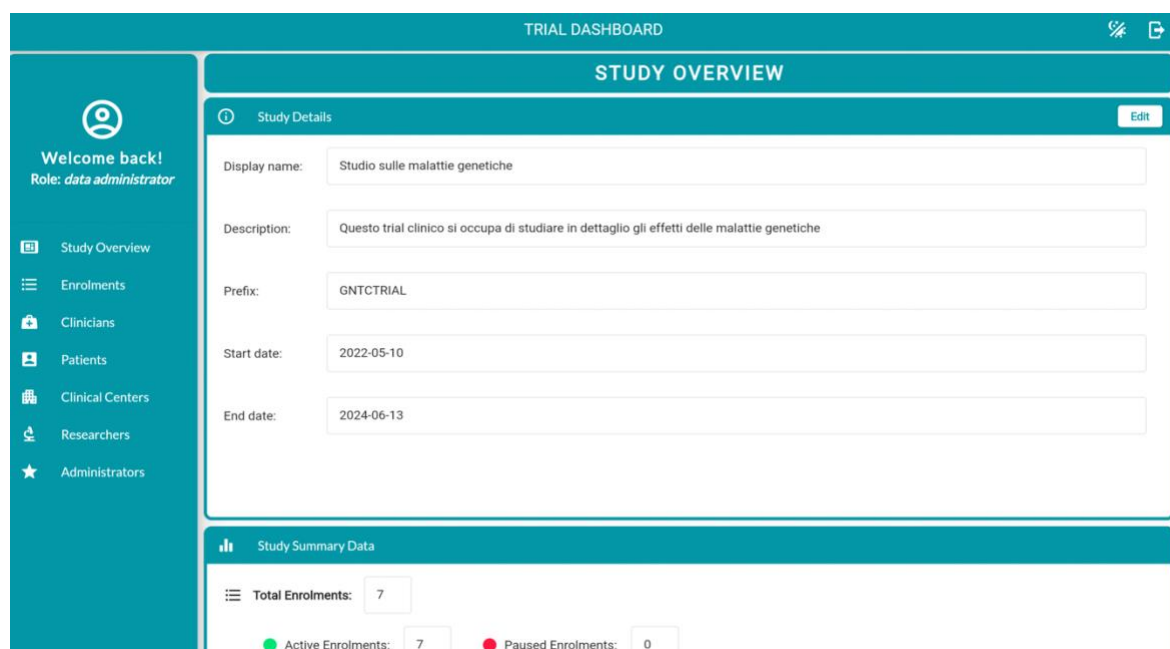 TRIAL DASHBOARD
Welcome back!
Role: data administrator
Study Overview
Enrolments
Clinicians
Patients
Clinical Centers
Researchers
Administrators
STUDY OVERVIEW
Study Details
Edit
Display name: Studio sulle malattie genetiche
Description: Questo trial clinico si occupa di studiare in dettaglio gli effetti delle malattie genetiche
Prefix: GNTCTRIAL
Start date: 2022-05-10
End date: 2024-06-13
Study Summary Data
Total Enrolments: 7
Active Enrolments: 7 Paused Enrolments: 0